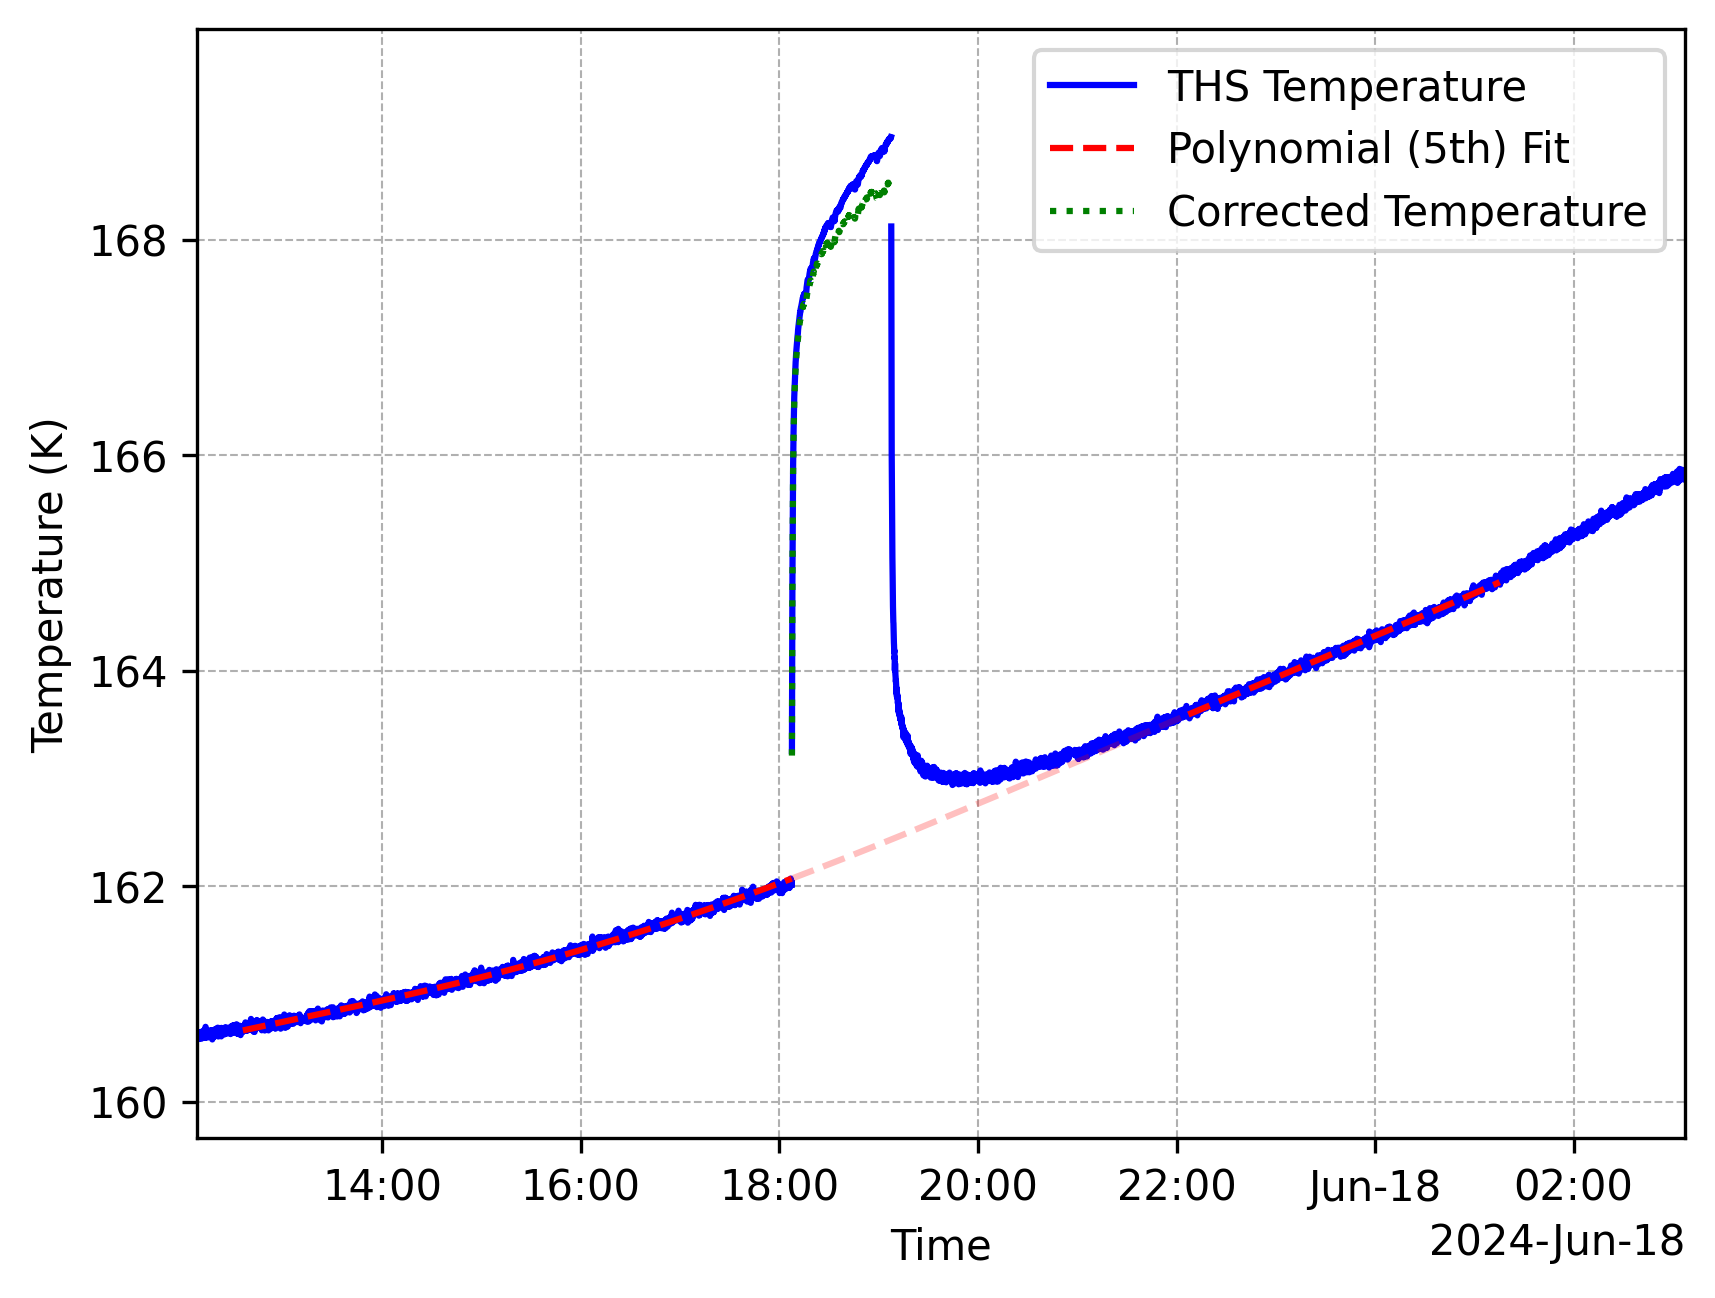 THS Temperature
Polynomial (5th) Fit
Corrected Temperature
168
166
164
162
160
Temperature (K)
14:00
16:00
18:00
20:00
22:00
Jun-18
02:00
Time
2024-Jun-18